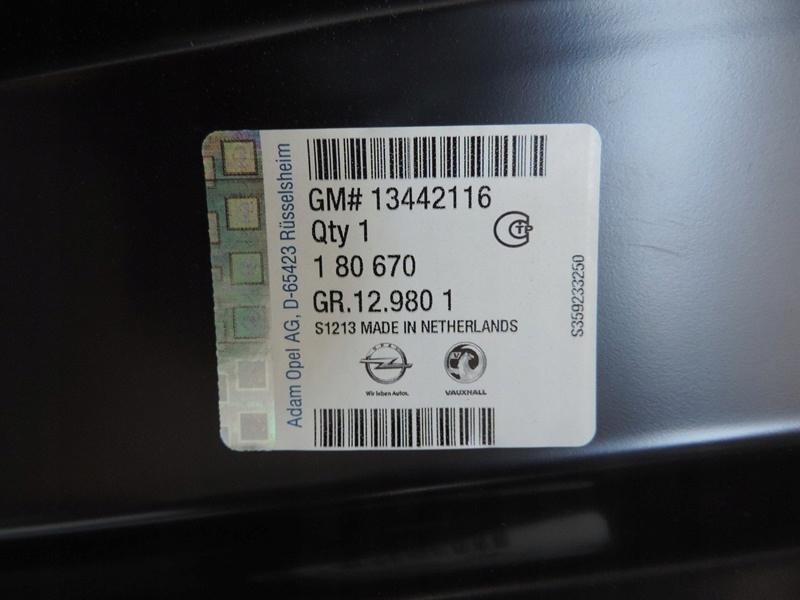 Adam Opel AG, D-65423 Rüsselsheim
GM# 13442116
Qty 1
1 80 670
GR.12.980 1
S1213 MADE IN NETHERLANDS
OPEL
Wir leben Autos.
VAUXHALL
S359233250